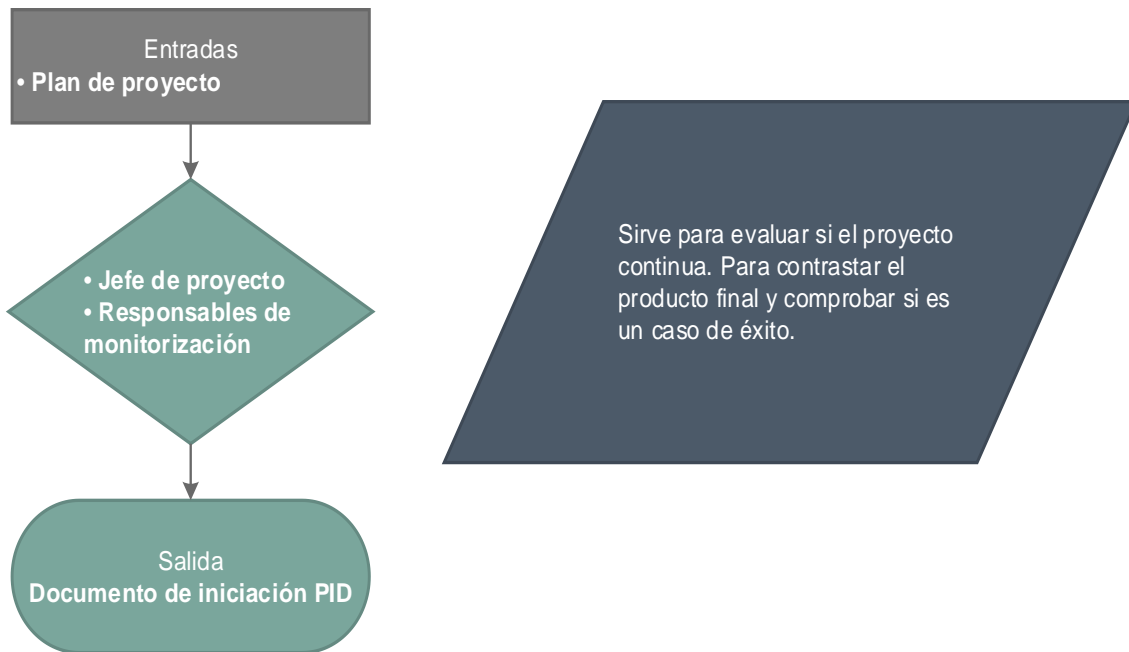 Entradas
• Plan de proyecto
• Jefe de proyecto
• Responsables de
monitorización
Salida
Documento de iniciación PID
Sirve para evaluar si el proyecto
continua. Para contrastar el
producto final y comprobar si es
un caso de éxito.